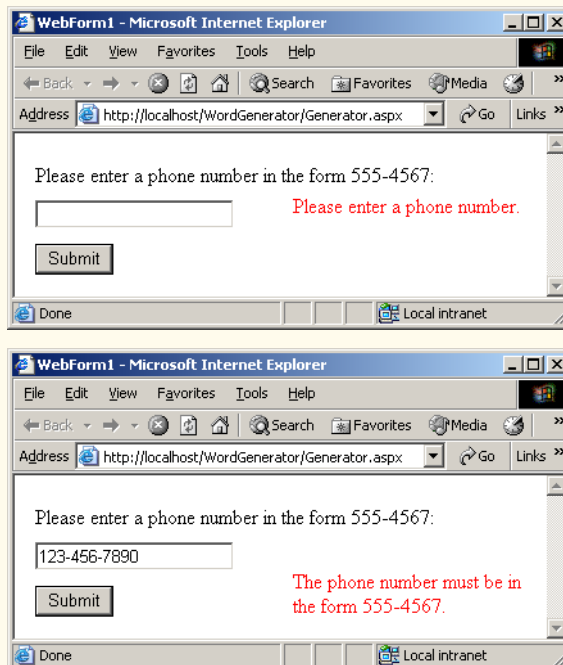 WebForm1 - Microsoft Internet Explorer
File Edit View Favorites Tools Help
Back Search Favorites Media »
Address http://localhost/WordGenerator/Generator.aspx Go Links »
Please enter a phone number in the form 555-4567:
Please enter a phone number.
Submit
Done Local intranet
WebForm1 - Microsoft Internet Explorer
File Edit View Favorites Tools Help
Back Search Favorites Media »
Address http://localhost/WordGenerator/Generator.aspx Go Links »
Please enter a phone number in the form 555-4567:
123-456-7890
The phone number must be in
the form 555-4567.
Submit
Done Local intranet